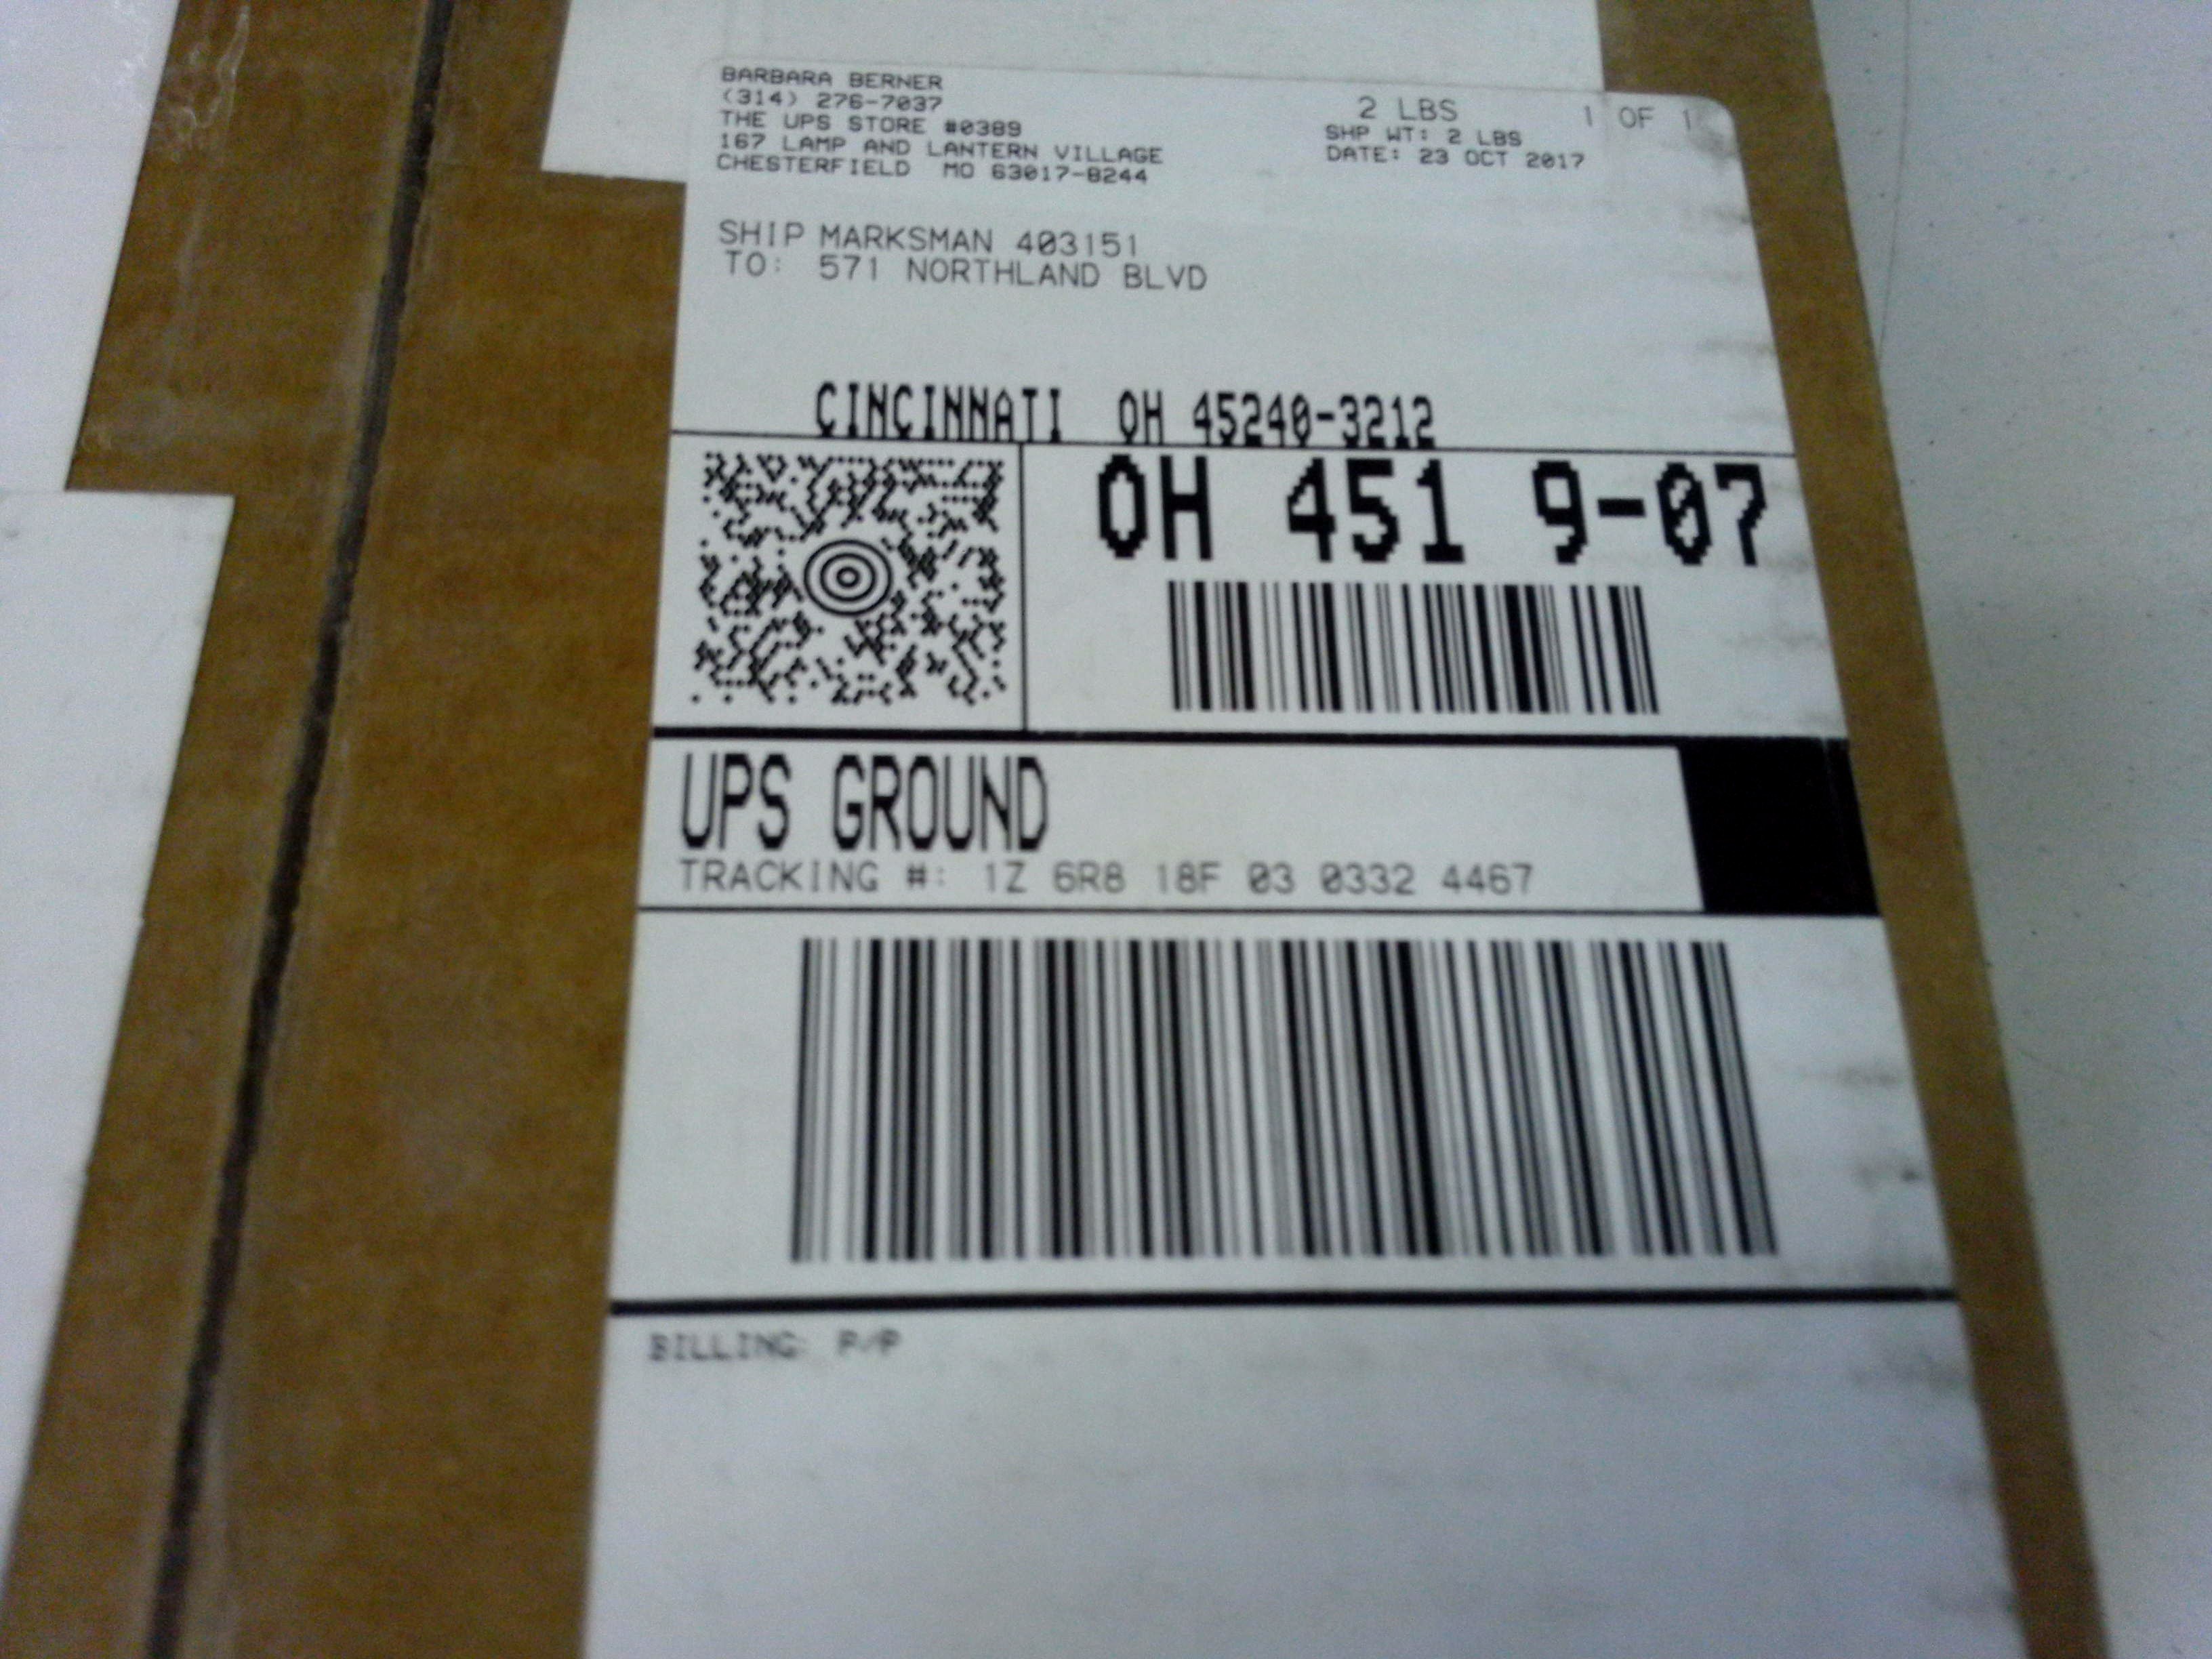 BARBARA BERNER
(314) 276-7037
THE UPS STORE #0389
167 LAMP AND LANTERN VILLAGE
CHESTERFIELD MO 63017-8244
2 LBS 1 OF 1
SHP WT: 2 LBS
DATE: 23 OCT 2017
SHIP MARKSMAN 403151
TO: 571 NORTHLAND BLVD
CINCINNATI OH 45240-3212
OH 451 9-07
UPS GROUND
TRACKING #: 1Z 6R8 18F 03 0332 4467
BILLING: P/P